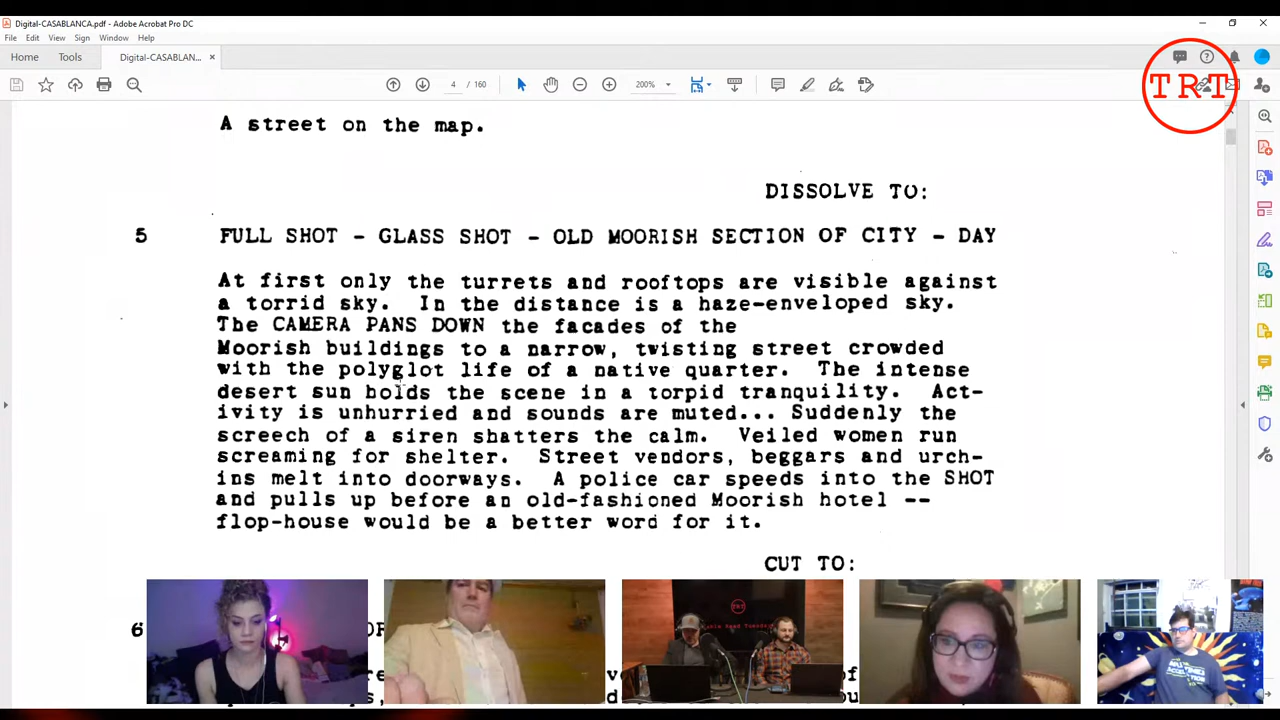 Digital-CASABLANCA.pdf - Adobe Acrobat Pro DC
File Edit View Sign Window Help
Home Tools Digital-CASABLAN... ×
4 / 160 200%
TRT
A street on the map.
DISSOLVE TO:
5 FULL SHOT - GLASS SHOT - OLD MOORISH SECTION OF CITY - DAY
At first only the turrets and rooftops are visible against
a torrid sky. In the distance is a haze-enveloped sky.
The CAMERA PANS DOWN the facades of the
Moorish buildings to a narrow, twisting street crowded
with the polyglot life of a native quarter. The intense
desert sun holds the scene in a torpid tranquility. Act-
ivity is unhurried and sounds are muted... Suddenly the
screech of a siren shatters the calm. Veiled women run
screaming for shelter. Street vendors, beggars and urch-
ins melt into doorways. A police car speeds into the SHOT
and pulls up before an old-fashioned Moorish hotel --
flop-house would be a better word for it.
CUT TO:
6
TRT